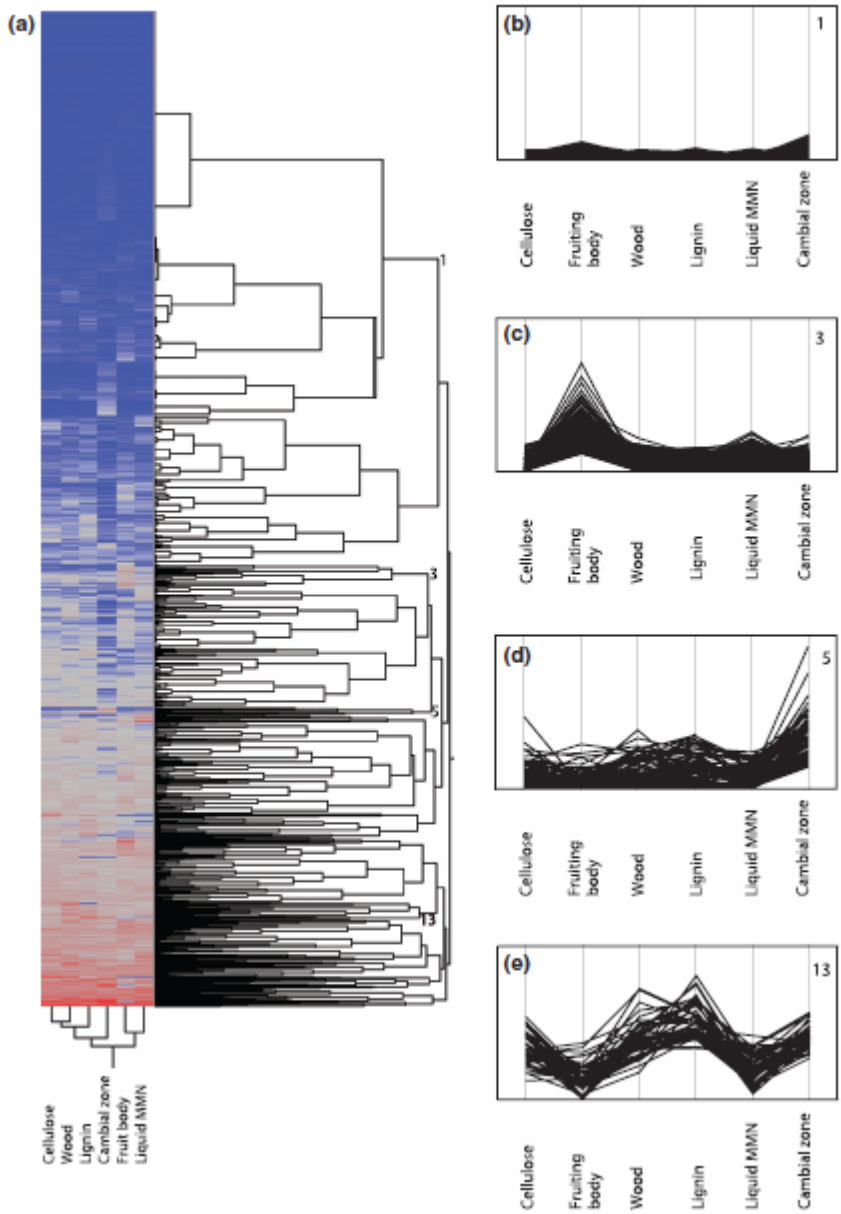 (a)
1
3
5
13
Cellulose
Wood
Lignin
Cambial zone
Fruit body
Liquid MMN
(b)
1
Cellulose
Fruiting
body
Wood
Lignin
Liquid MMN
Cambial zone
(c)
3
Cellulose
Fruiting
body
Wood
Lignin
Liquid MMN
Cambial zone
(d)
5
Cellulose
Fruiting
body
Wood
Lignin
Liquid MMN
Cambial zone
(e)
13
Cellulose
Fruiting
body
Wood
Lignin
Liquid MMN
Cambial zone